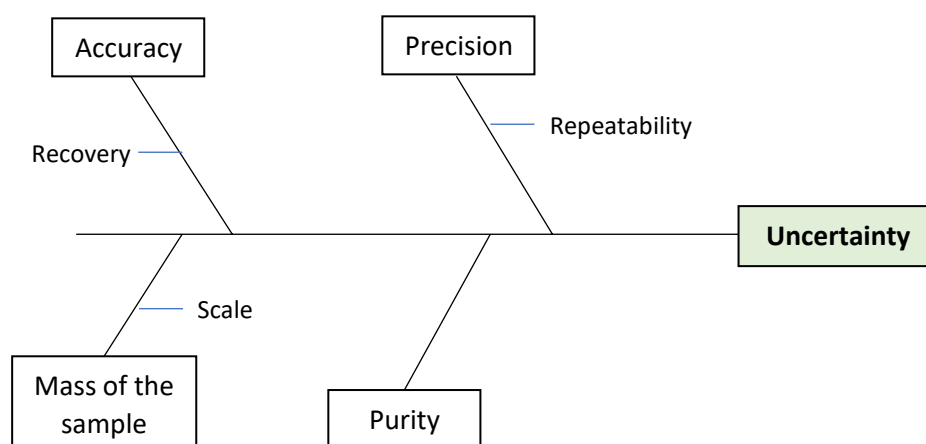 Accuracy
Precision
Repeatability
Recovery
Uncertainty
Scale
Mass of the
sample
Purity